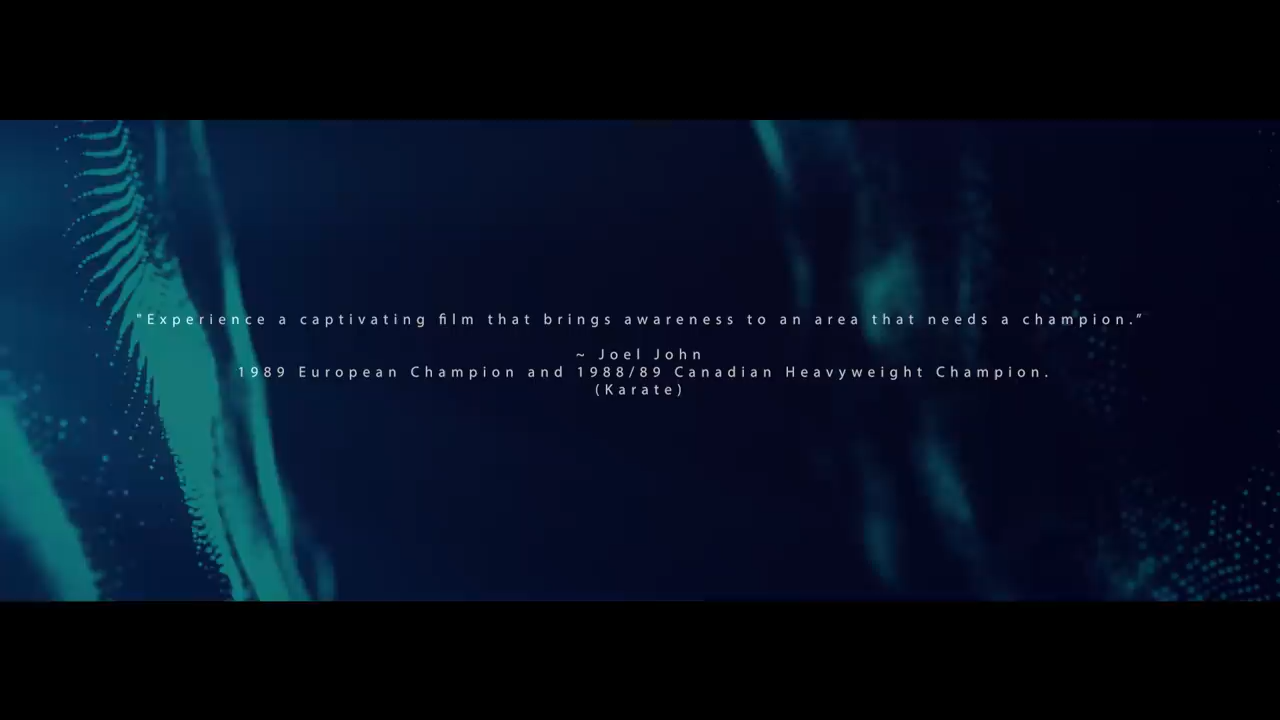 "Experience a captivating film that brings awareness to an area that needs a champion."
~ Joel John
1989 European Champion and 1988/89 Canadian Heavyweight Champion.
(Karate)